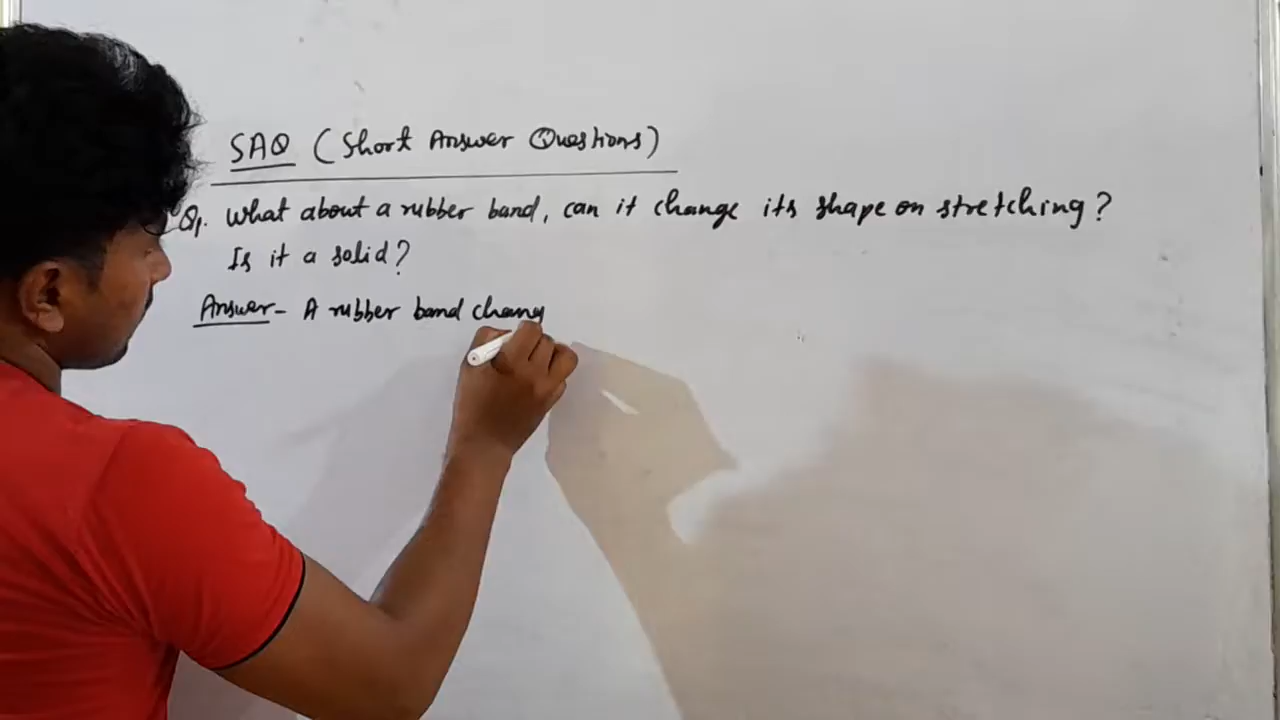 SAQ (Short Answer Questions)
Q1. What about a rubber band, can it change its shape on stretching?
Is it a solid?
Answer - A rubber band chang